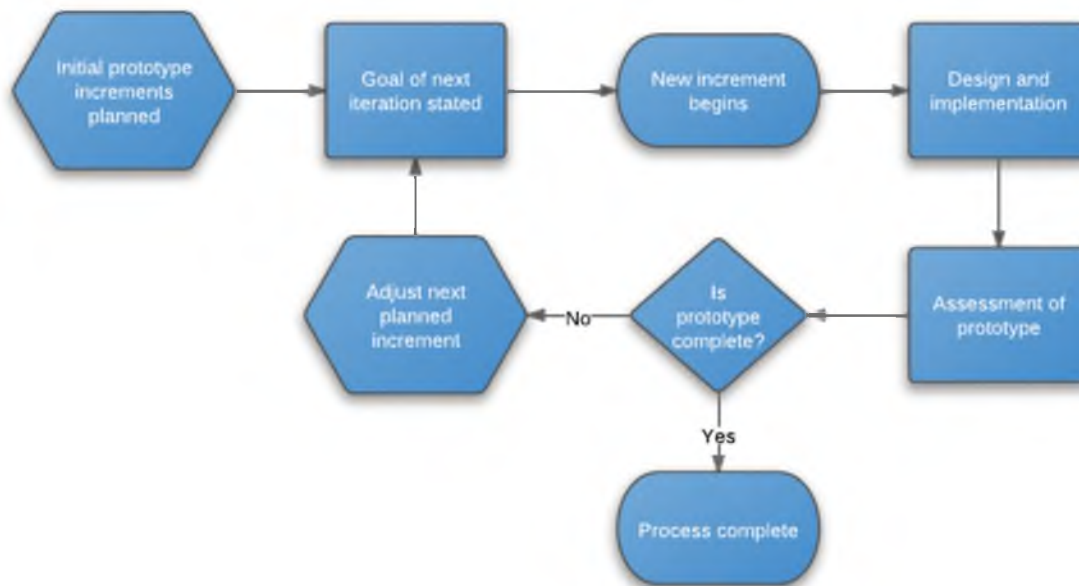 Initial prototype
increments
planned
Goal of next
iteration stated
New increment
begins
Design and
implementation
Assessment of
prototype
Is
prototype
complete?
No
Adjust next
planned
increment
Yes
Process complete